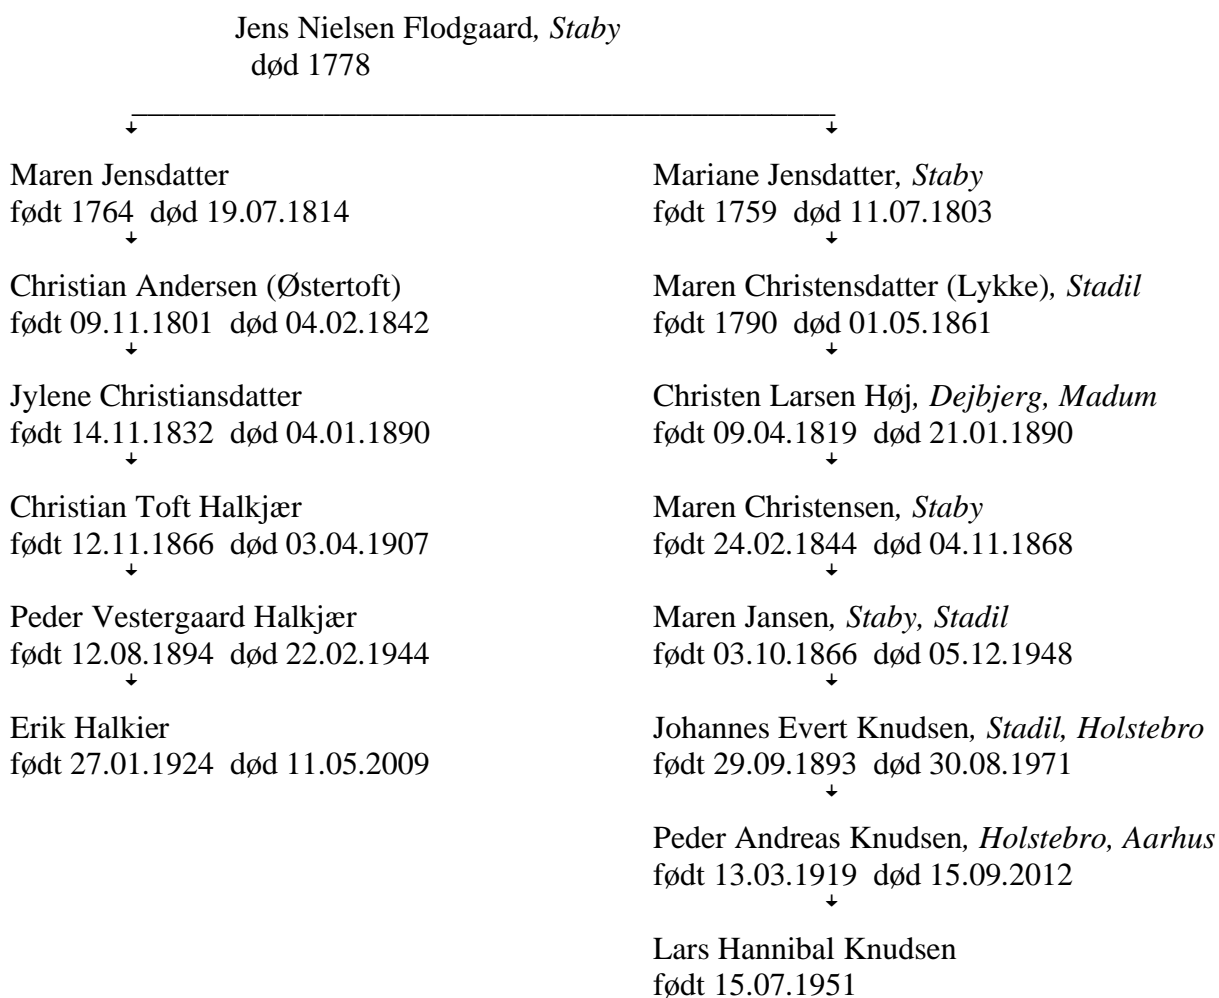 Jens Nielsen Flodgaard, Staby
død 1778
Maren Jensdatter
født 1764 død 19.07.1814
Christian Andersen (Østertoft)
født 09.11.1801 død 04.02.1842
Jylene Christiansdatter
født 14.11.1832 død 04.01.1890
Christian Toft Halkjær
født 12.11.1866 død 03.04.1907
Peder Vestergaard Halkjær
født 12.08.1894 død 22.02.1944
Erik Halkier
født 27.01.1924 død 11.05.2009
Mariane Jensdatter, Staby
født 1759 død 11.07.1803
Maren Christensdatter (Lykke), Stadil
født 1790 død 01.05.1861
Christen Larsen Høj, Dejbjerg, Madum
født 09.04.1819 død 21.01.1890
Maren Christensen, Staby
født 24.02.1844 død 04.11.1868
Maren Jansen, Staby, Stadil
født 03.10.1866 død 05.12.1948
Johannes Evert Knudsen, Stadil, Holstebro
født 29.09.1893 død 30.08.1971
Peder Andreas Knudsen, Holstebro, Aarhus
født 13.03.1919 død 15.09.2012
Lars Hannibal Knudsen
født 15.07.1951